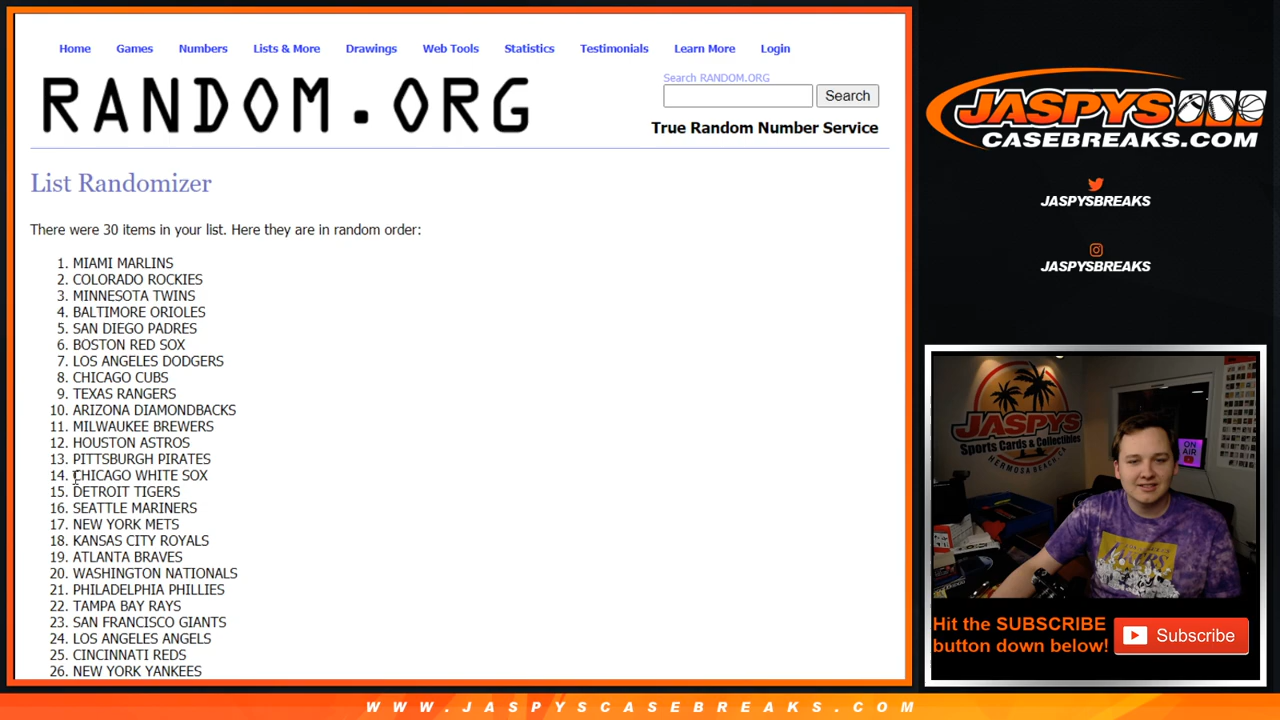 Home Games Numbers Lists & More Drawings Web Tools Statistics Testimonials Learn More Login
RANDOM.ORG
Search RANDOM.ORG
Search
True Random Number Service
List Randomizer
There were 30 items in your list. Here they are in random order:
1. MIAMI MARLINS
2. COLORADO ROCKIES
3. MINNESOTA TWINS
4. BALTIMORE ORIOLES
5. SAN DIEGO PADRES
6. BOSTON RED SOX
7. LOS ANGELES DODGERS
8. CHICAGO CUBS
9. TEXAS RANGERS
10. ARIZONA DIAMONDBACKS
11. MILWAUKEE BREWERS
12. HOUSTON ASTROS
13. PITTSBURGH PIRATES
14. CHICAGO WHITE SOX
15. DETROIT TIGERS
16. SEATTLE MARINERS
17. NEW YORK METS
18. KANSAS CITY ROYALS
19. ATLANTA BRAVES
20. WASHINGTON NATIONALS
21. PHILADELPHIA PHILLIES
22. TAMPA BAY RAYS
23. SAN FRANCISCO GIANTS
24. LOS ANGELES ANGELS
25. CINCINNATI REDS
26. NEW YORK YANKEES
JASPYS
CASEBREAKS.COM
JASPYSBREAKS
JASPYSBREAKS
JASPYS
Sports Cards & Collectibles
HERMOSA BEACH, CA
ON AIR
LAKERS
Hit the SUBSCRIBE
button down below!
Subscribe
WWW.JASPYSCASEBREAKS.COM